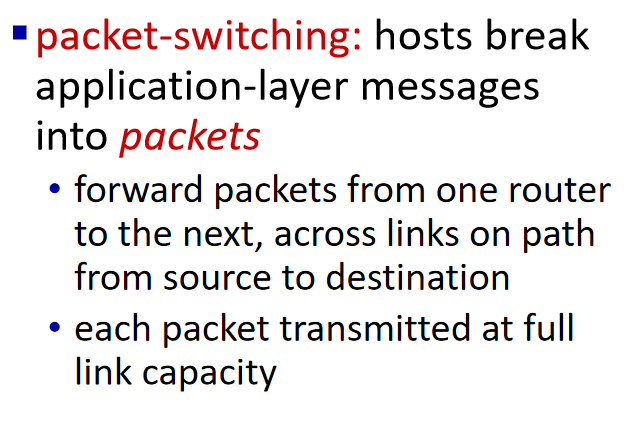 ▪ packet-switching: hosts break
application-layer messages
into packets
• forward packets from one router
to the next, across links on path
from source to destination
• each packet transmitted at full
link capacity